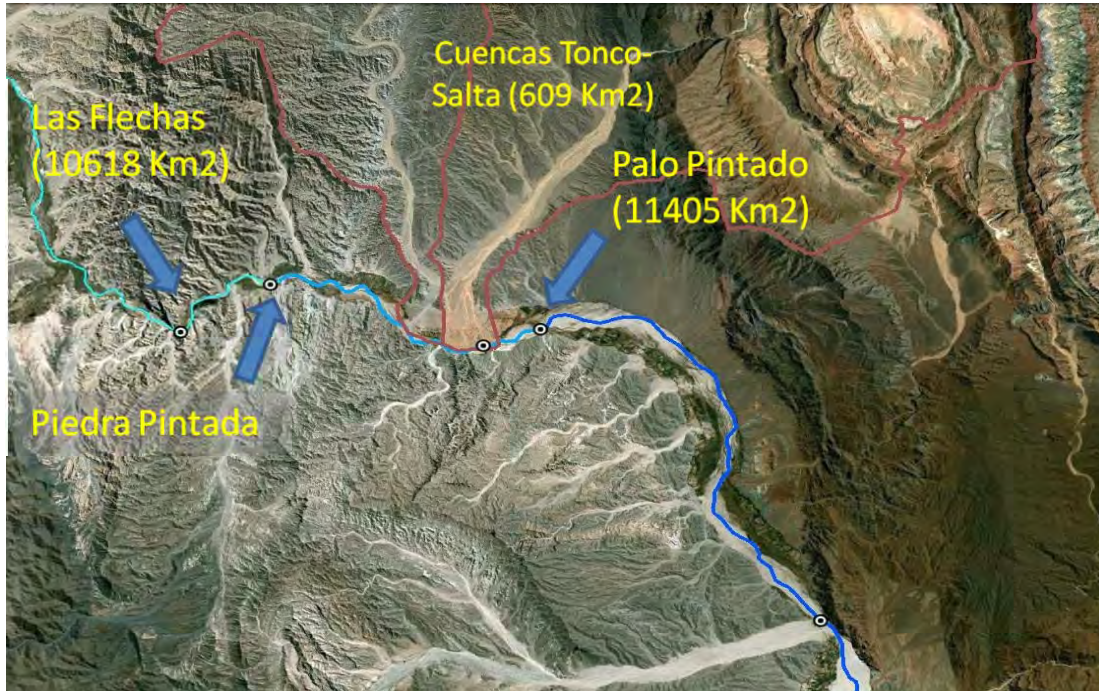 Cuencas Tonco-
Salta (609 Km2)
Las Flechas
(10618 Km2)
Palo Pintado
(11405 Km2)
Piedra Pintada